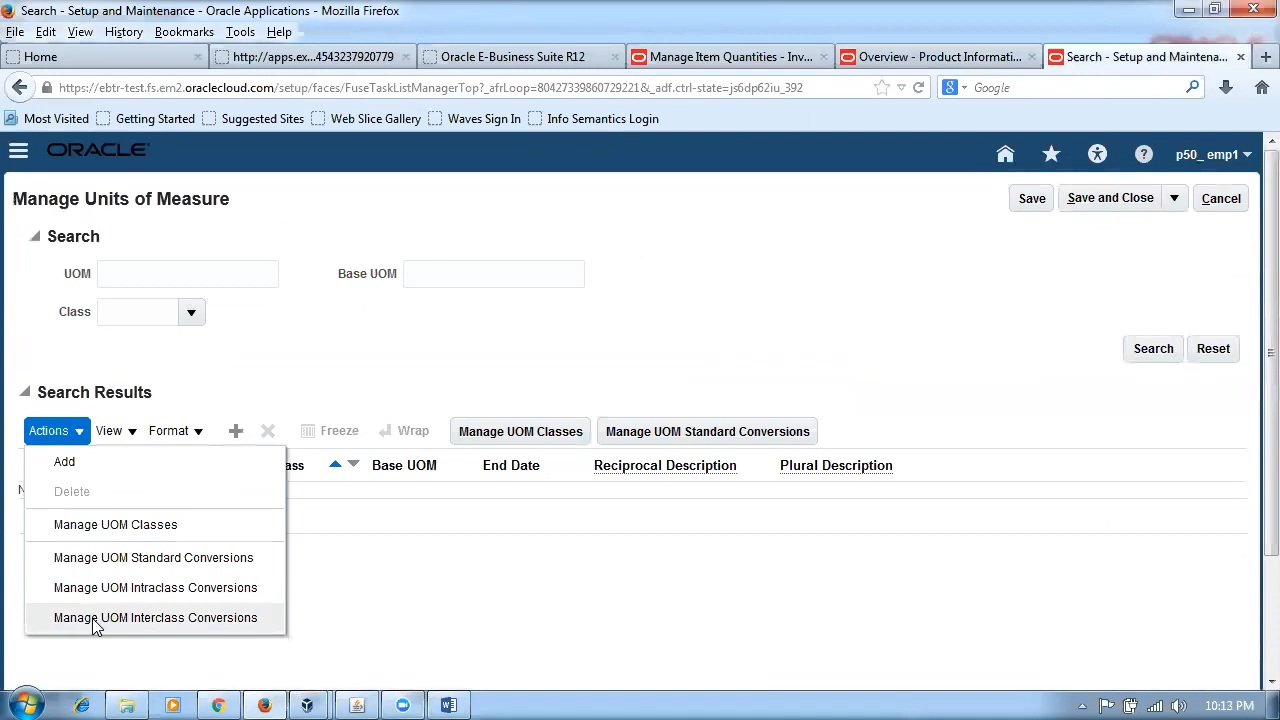 Search - Setup and Maintenance - Oracle Applications - Mozilla Firefox
File Edit View History Bookmarks Tools Help
Home
http://apps.ex...4543237920779
Oracle E-Business Suite R12
Manage Item Quantities - Inv...
Overview - Product Informati...
Search - Setup and Maintena...
https://ebtr-test.fs.em2.oraclecloud.com/setup/faces/FuseTaskListManagerTop?_afrLoop=80427339860729221&_adf.ctrl-state=js6dp62iu_392
Google
Most Visited Getting Started Suggested Sites Web Slice Gallery Waves Sign In Info Semantics London
ORACLE
p50_ emp1
Manage Units of Measure
Save Save and Close Cancel
Search
UOM Base UOM
Class
Search Reset
Search Results
Actions View Format Freeze Wrap Manage UOM Classes Manage UOM Standard Conversions
ass Base UOM End Date Reciprocal Description Plural Description
Add
Delete
Manage UOM Classes
Manage UOM Standard Conversions
Manage UOM Intraclass Conversions
Manage UOM Interclass Conversions
10:13 PM